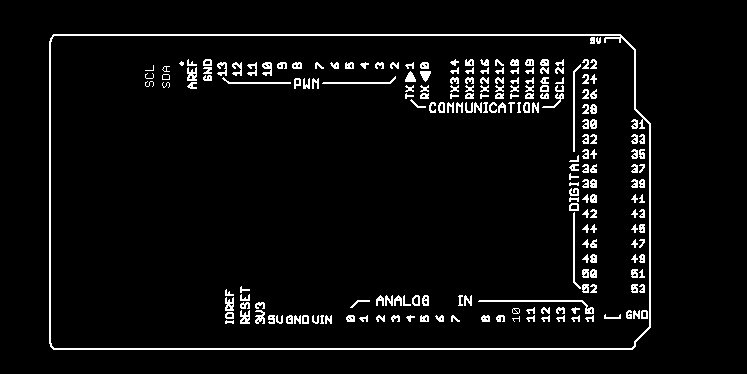 5V
SCL SDA AREF GND 13 12 11 10 9 8 7 6 5 4 3 2 TX 1 RX 0 TX3 14 RX3 15 TX2 16 RX2 17 TX1 18 RX1 19 SDA 20 SCL 21
PWM
COMMUNICATION
DIGITAL
22
24
26
28
30 31
32 33
34 35
36 37
38 39
40 41
42 43
44 45
46 47
48 49
50 51
52 53
ANALOG IN
IOREF RESET 3V3 5V GND VIN 0 1 2 3 4 5 6 7 8 9 10 11 12 13 14 15 GND